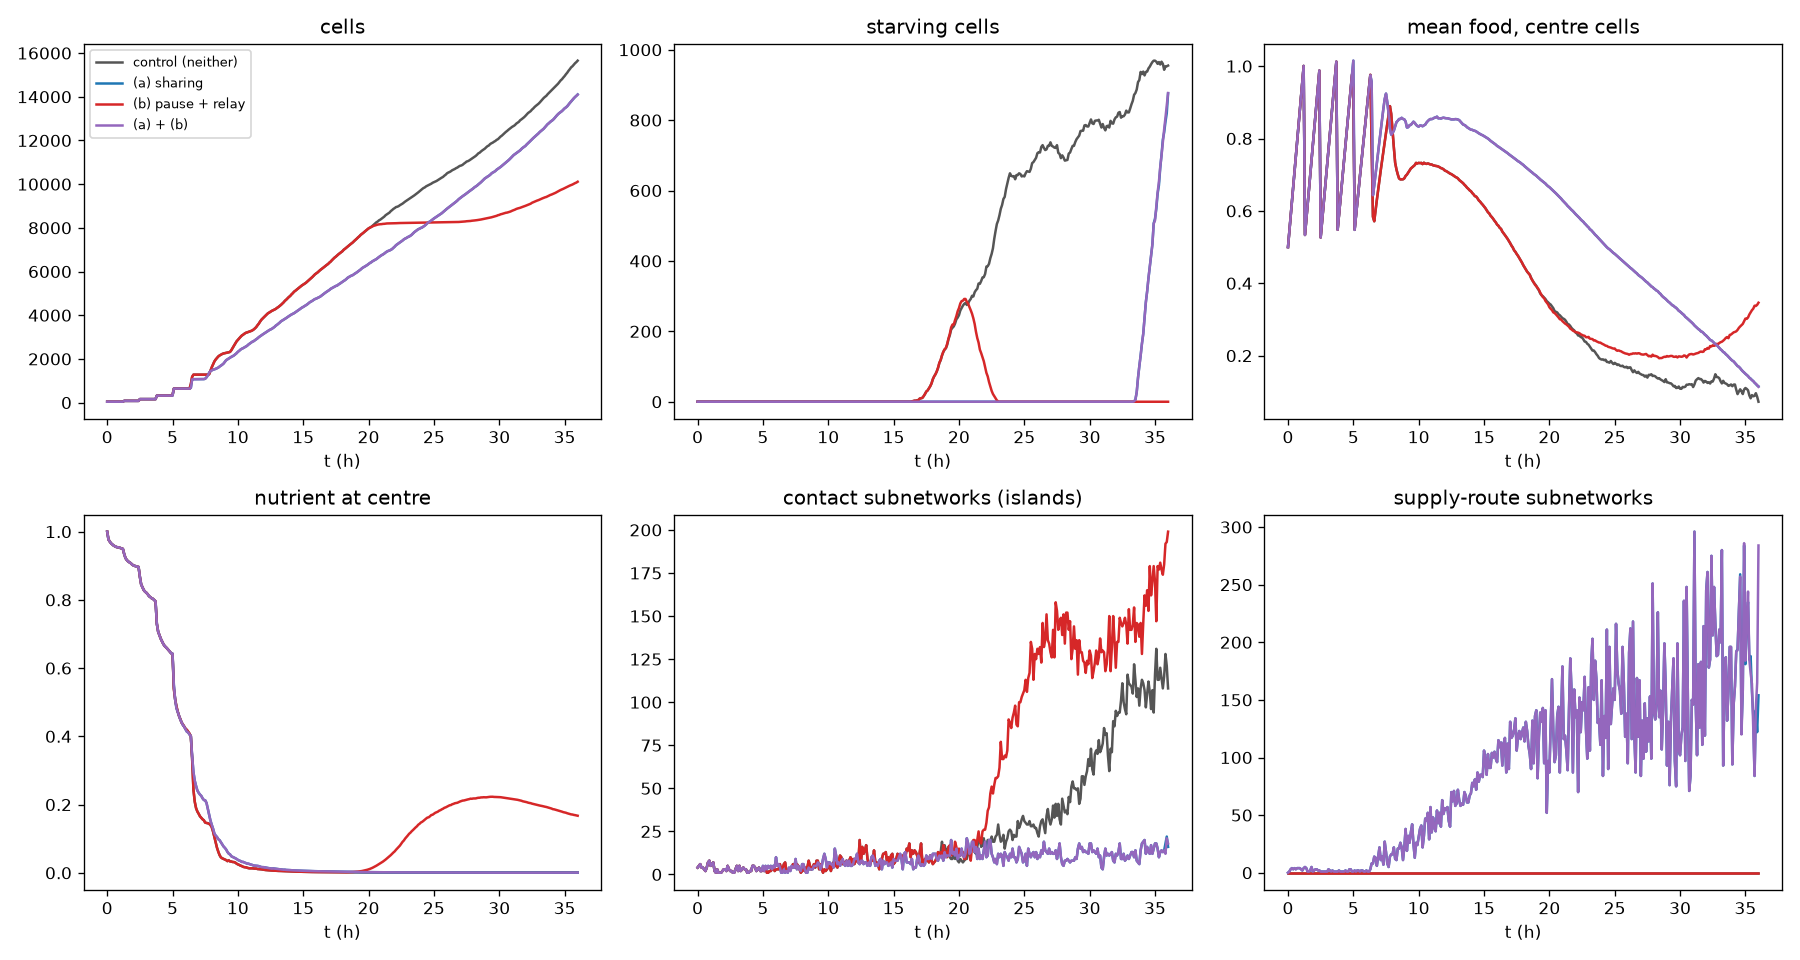 cells
16000
14000
12000
10000
8000
6000
4000
2000
0
control (neither)
(a) sharing
(b) pause + relay
(a) + (b)
0 5 10 15 20 25 30 35
t (h)
starving cells
1000
800
600
400
200
0
0 5 10 15 20 25 30 35
t (h)
mean food, centre cells
1.0
0.8
0.6
0.4
0.2
0 5 10 15 20 25 30 35
t (h)
nutrient at centre
1.0
0.8
0.6
0.4
0.2
0.0
0 5 10 15 20 25 30 35
t (h)
contact subnetworks (islands)
200
175
150
125
100
75
50
25
0
0 5 10 15 20 25 30 35
t (h)
supply-route subnetworks
300
250
200
150
100
50
0
0 5 10 15 20 25 30 35
t (h)